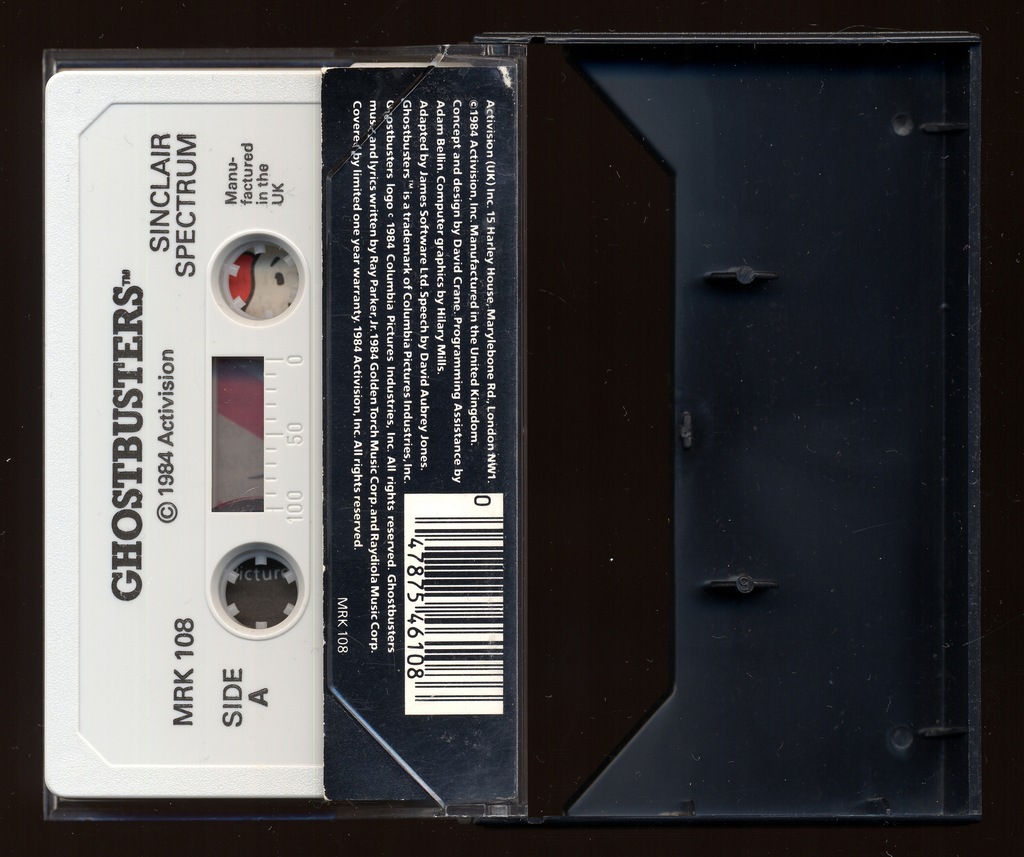 GHOSTBUSTERS™
© 1984 Activision
MRK 108
SINCLAIR
SPECTRUM
SIDE
A
Manu-
factured
in the
UK
0
50
100
ictur
Activision (UK) Inc. 15 Harley House, Marylebone Rd., London NW1.
©1984 Activision, Inc. Manufactured in the United Kingdom.
Concept and design by David Crane. Programming Assistance by
Adam Bellin. Computer graphics by Hilary Mills.
Adapted by James Software Ltd. Speech by David Aubrey Jones.
Ghostbusters™ is a trademark of Columbia Pictures Industries, Inc.
Ghostbusters logo © 1984 Columbia Pictures Industries, Inc. All rights reserved. Ghostbusters
music and lyrics written by Ray Parker, Jr. 1984 Golden Torch Music Corp. and Raydiola Music Corp.
Covered by limited one year warranty. 1984 Activision, Inc. All rights reserved.
MRK 108
0 47875 46108